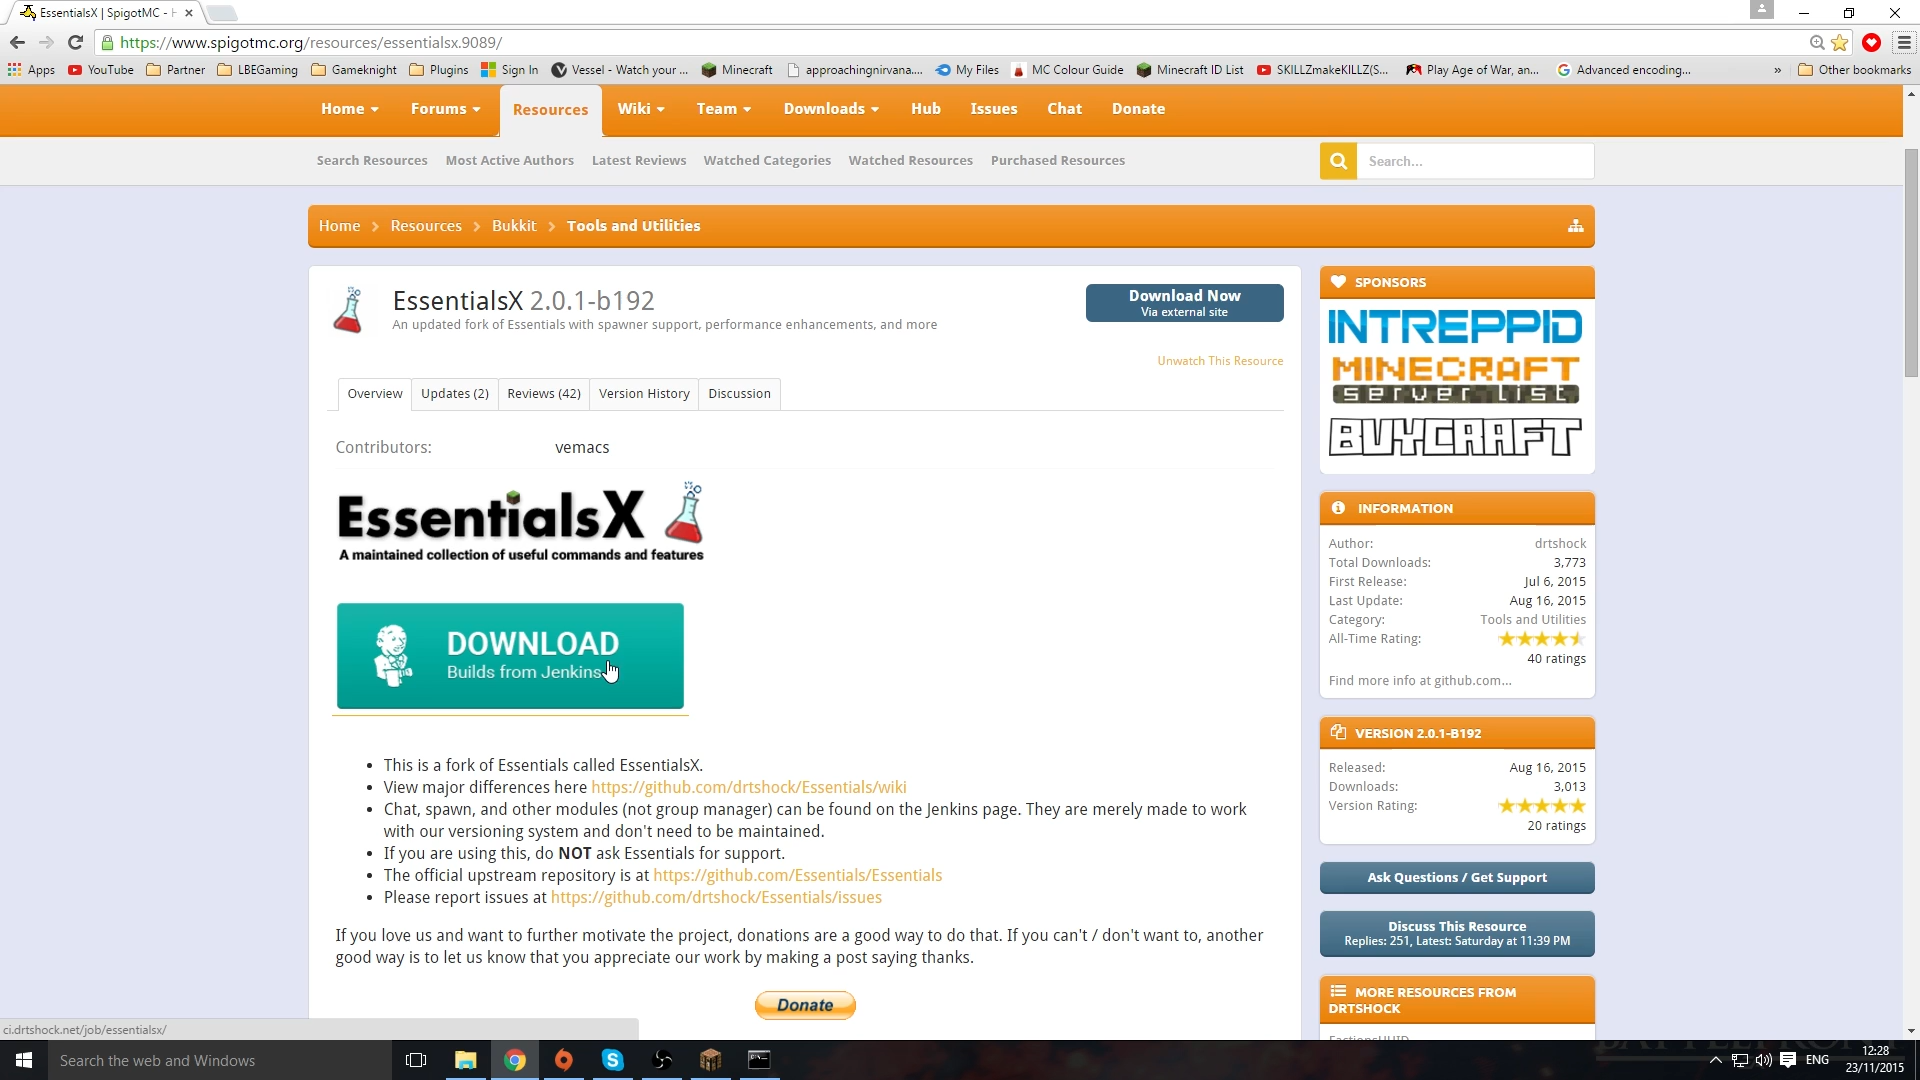 EssentialsX | SpigotMC - H
https://www.spigotmc.org/resources/essentialsx.9089/
Apps YouTube Partner LBEGaming Gameknight Plugins Sign In Vessel - Watch your ... Minecraft approachingnirvana.... My Files MC Colour Guide Minecraft ID List SKILLZmakeKILLZ(S... Play Age of War, an... Advanced encoding... » Other bookmarks
Home Forums Resources Wiki Team Downloads Hub Issues Chat Donate
Search Resources Most Active Authors Latest Reviews Watched Categories Watched Resources Purchased Resources Search...
Home Resources Bukkit Tools and Utilities
EssentialsX 2.0.1-b192
An updated fork of Essentials with spawner support, performance enhancements, and more
Download Now
Via external site
Unwatch This Resource
Overview Updates (2) Reviews (42) Version History Discussion
Contributors: vemacs
EssentialsX
A maintained collection of useful commands and features
DOWNLOAD
Builds from Jenkins
• This is a fork of Essentials called EssentialsX.
• View major differences here https://github.com/drtshock/Essentials/wiki
• Chat, spawn, and other modules (not group manager) can be found on the Jenkins page. They are merely made to work
with our versioning system and don't need to be maintained.
• If you are using this, do NOT ask Essentials for support.
• The official upstream repository is at https://github.com/Essentials/Essentials
• Please report issues at https://github.com/drtshock/Essentials/issues
If you love us and want to further motivate the project, donations are a good way to do that. If you can't / don't want to, another
good way is to let us know that you appreciate our work by making a post saying thanks.
Donate
SPONSORS
INTREPPID
MINECRAFT
SERVER LIST
BUYCRAFT
INFORMATION
Author: drtshock
Total Downloads: 3,773
First Release: Jul 6, 2015
Last Update: Aug 16, 2015
Category: Tools and Utilities
All-Time Rating:
40 ratings
Find more info at github.com...
VERSION 2.0.1-B192
Released: Aug 16, 2015
Downloads: 3,013
Version Rating:
20 ratings
Ask Questions / Get Support
Discuss This Resource
Replies: 251, Latest: Saturday at 11:39 PM
MORE RESOURCES FROM
DRTSHOCK
FactionsUUID
ci.drtshock.net/job/essentialsx/
Search the web and Windows
ENG
12:28
23/11/2015